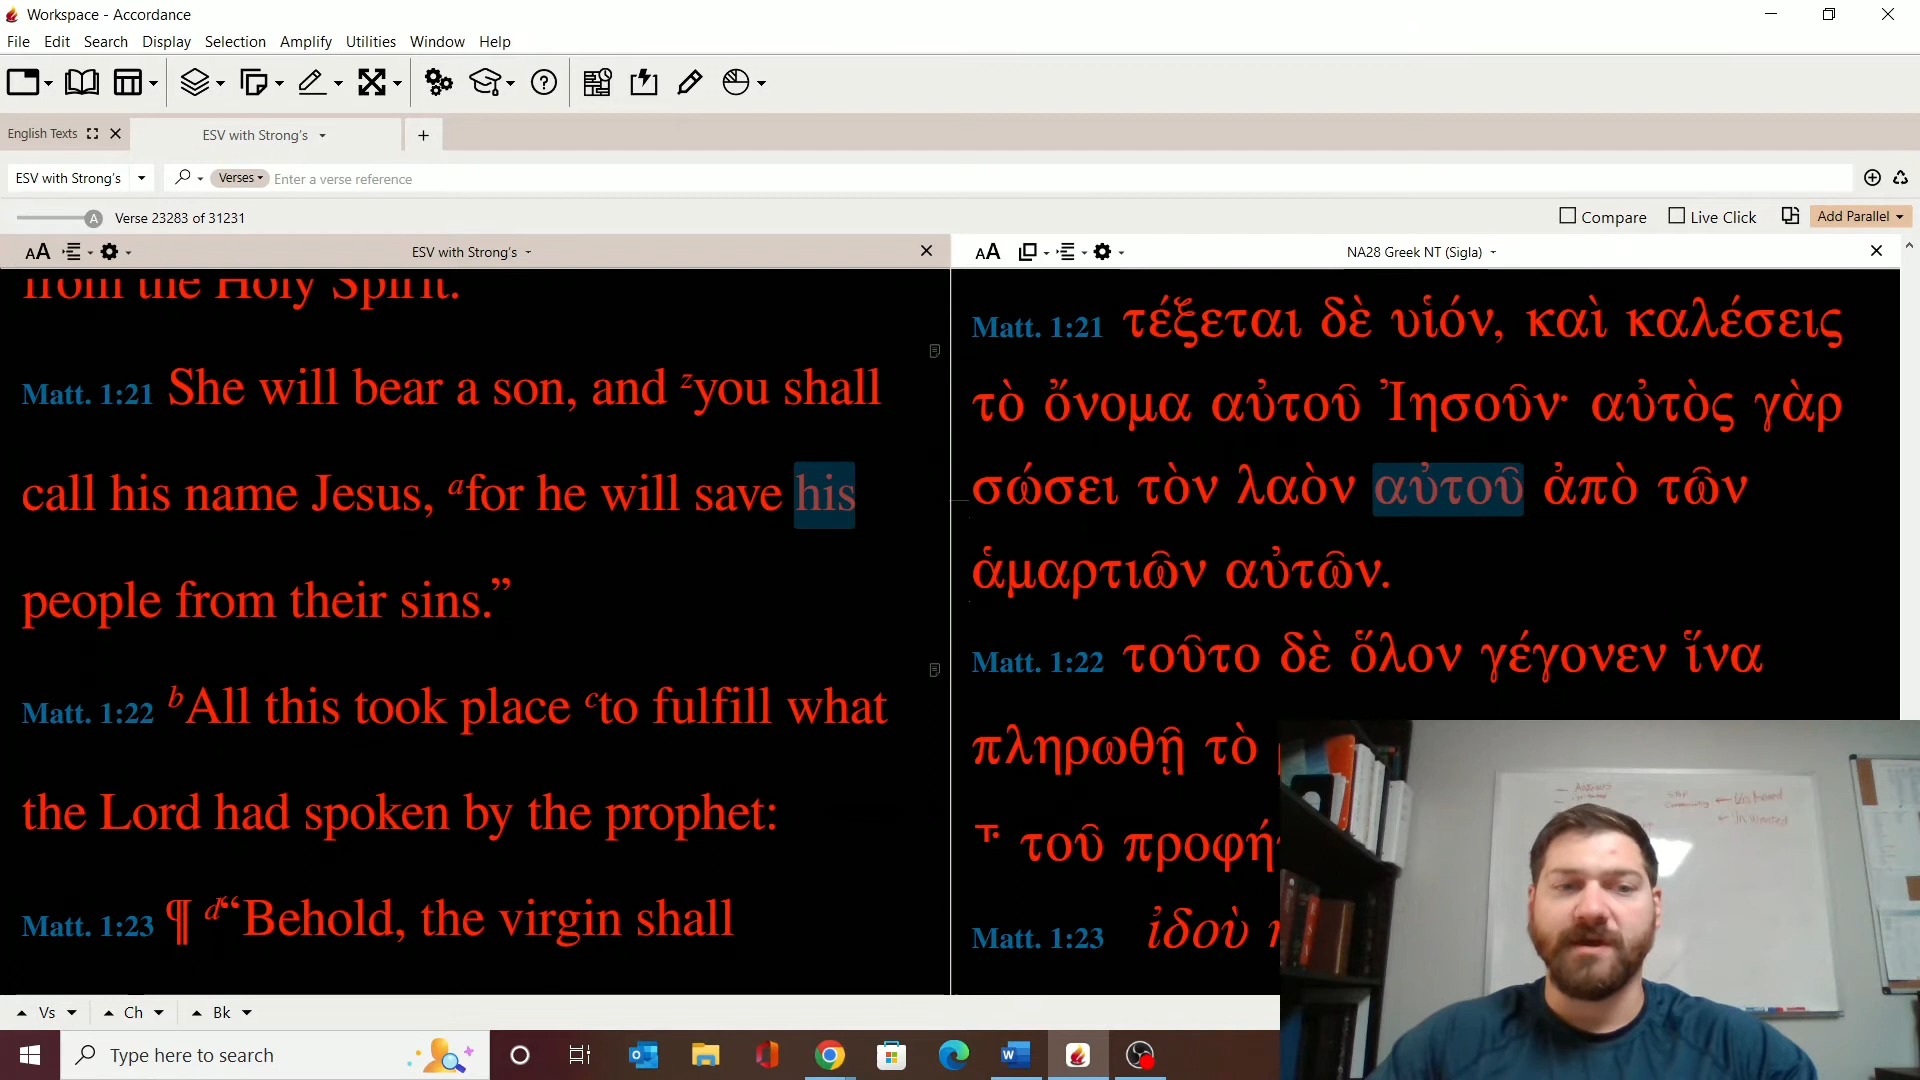 Workspace - Accordance
File Edit Search Display Selection Amplify Utilities Window Help
English Texts
ESV with Strong's
+
ESV with Strong's
Verses
Enter a verse reference
A Verse 23283 of 31231
Compare
Live Click
Add Parallel
AA
ESV with Strong's
from the Holy Spirit.
Matt. 1:21 She will bear a son, and zyou shall
call his name Jesus, afor he will save his
people from their sins.”
Matt. 1:22 bAll this took place cto fulfill what
the Lord had spoken by the prophet:
Matt. 1:23 ¶ d“Behold, the virgin shall
AA
NA28 Greek NT (Sigla)
Matt. 1:21 τέξεται δὲ υἱόν, καὶ καλέσεις
τὸ ὄνομα αὐτοῦ Ἰησοῦν· αὐτὸς γὰρ
σώσει τὸν λαὸν αὐτοῦ ἀπὸ τῶν
ἁμαρτιῶν αὐτῶν.
Matt. 1:22 τοῦτο δὲ ὅλον γέγονεν ἵνα
πληρωθῇ τὸ
⸆ τοῦ
Matt. 1:23 ἰδοὺ
Vs Ch Bk
Type here to search